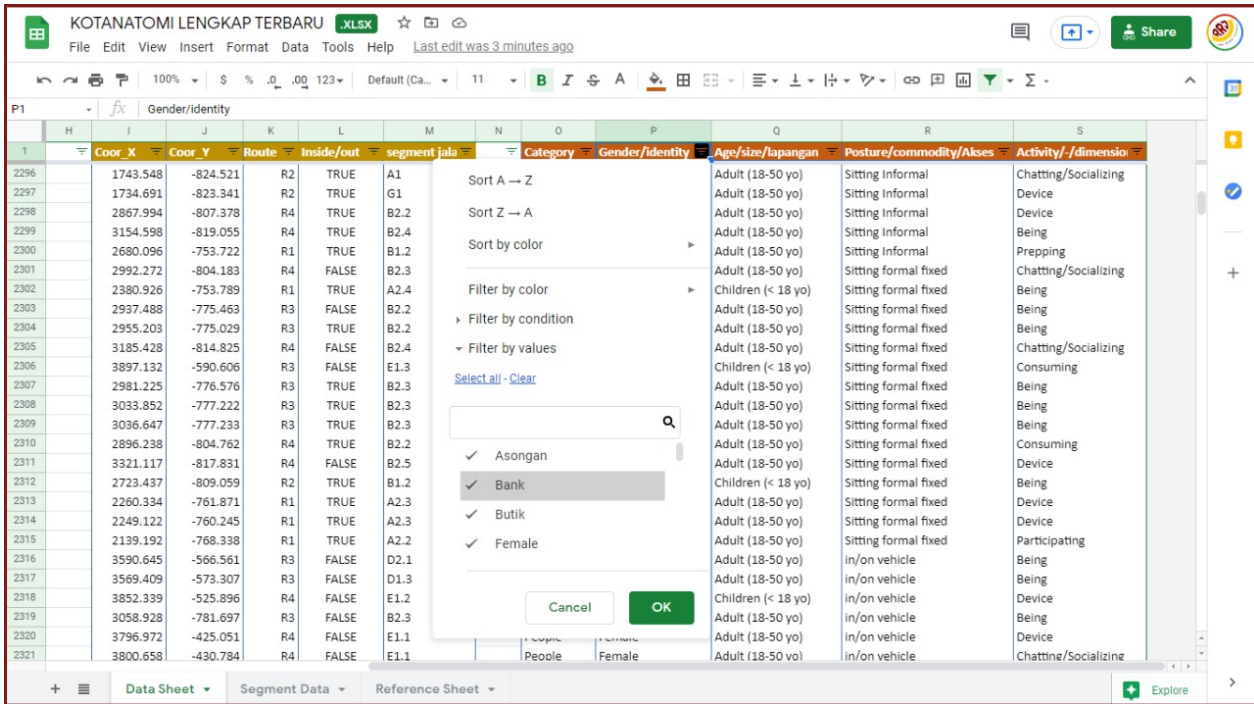 KOTANATOMI LENGKAP TERBARU .XLSX
File Edit View Insert Format Data Tools Help Last edit was 3 minutes ago
Share
100% $ % .0 .00 123 Default (Ca... 11 B I S A
P1 fx Gender/identity
H I J K L M N O P Q R S
1 Coor_X Coor_Y Route Inside/out segment jala Category Gender/identity Age/size/lapangan Posture/commodity/Akses Activity/-/dimensio
2296 1743.548 -824.521 R2 TRUE A1 Adult (18-50 yo) Sitting Informal Chatting/Socializing
2297 1734.691 -823.341 R2 TRUE G1 Adult (18-50 yo) Sitting Informal Device
2298 2867.994 -807.378 R4 TRUE B2.2 Adult (18-50 yo) Sitting Informal Device
2299 3154.598 -819.055 R4 TRUE B2.4 Adult (18-50 yo) Sitting Informal Being
2300 2680.096 -753.722 R1 TRUE B1.2 Adult (18-50 yo) Sitting Informal Prepping
2301 2992.272 -804.183 R4 FALSE B2.3 Adult (18-50 yo) Sitting formal fixed Chatting/Socializing
2302 2380.926 -753.789 R1 TRUE A2.4 Children (< 18 yo) Sitting formal fixed Being
2303 2937.488 -775.463 R3 FALSE B2.2 Adult (18-50 yo) Sitting formal fixed Being
2304 2955.203 -775.029 R3 TRUE B2.2 Adult (18-50 yo) Sitting formal fixed Being
2305 3185.428 -814.825 R4 FALSE B2.4 Adult (18-50 yo) Sitting formal fixed Chatting/Socializing
2306 3897.132 -590.606 R3 FALSE E1.3 Children (< 18 yo) Sitting formal fixed Consuming
2307 2981.225 -776.576 R3 TRUE B2.3 Adult (18-50 yo) Sitting formal fixed Being
2308 3033.852 -777.222 R3 TRUE B2.3 Adult (18-50 yo) Sitting formal fixed Being
2309 3036.647 -777.233 R3 TRUE B2.3 Adult (18-50 yo) Sitting formal fixed Being
2310 2896.238 -804.762 R4 TRUE B2.2 Adult (18-50 yo) Sitting formal fixed Consuming
2311 3321.117 -817.831 R4 FALSE B2.5 Adult (18-50 yo) Sitting formal fixed Device
2312 2723.437 -809.059 R2 TRUE B1.2 Children (< 18 yo) Sitting formal fixed Being
2313 2260.334 -761.871 R1 TRUE A2.3 Adult (18-50 yo) Sitting formal fixed Device
2314 2249.122 -760.245 R1 TRUE A2.3 Adult (18-50 yo) Sitting formal fixed Device
2315 2139.192 -768.338 R1 TRUE A2.2 Adult (18-50 yo) Sitting formal fixed Participating
2316 3590.645 -566.561 R3 FALSE D2.1 Adult (18-50 yo) in/on vehicle Being
2317 3569.409 -573.307 R3 FALSE D1.3 Adult (18-50 yo) in/on vehicle Being
2318 3852.339 -525.896 R4 FALSE E1.2 Children (< 18 yo) in/on vehicle Device
2319 3058.928 -781.697 R3 FALSE B2.3 Adult (18-50 yo) in/on vehicle Being
2320 3796.972 -425.051 R4 FALSE E1.1 Adult (18-50 yo) in/on vehicle Device
2321 3800.658 -430.784 R4 FALSE E1.1 People Female Adult (18-50 yo) in/on vehicle Chatting/Socializing
Sort A → Z
Sort Z → A
Sort by color
Filter by color
Filter by condition
Filter by values
Select all - Clear
Asongan
Bank
Butik
Female
Cancel OK
Data Sheet Segment Data Reference Sheet Explore